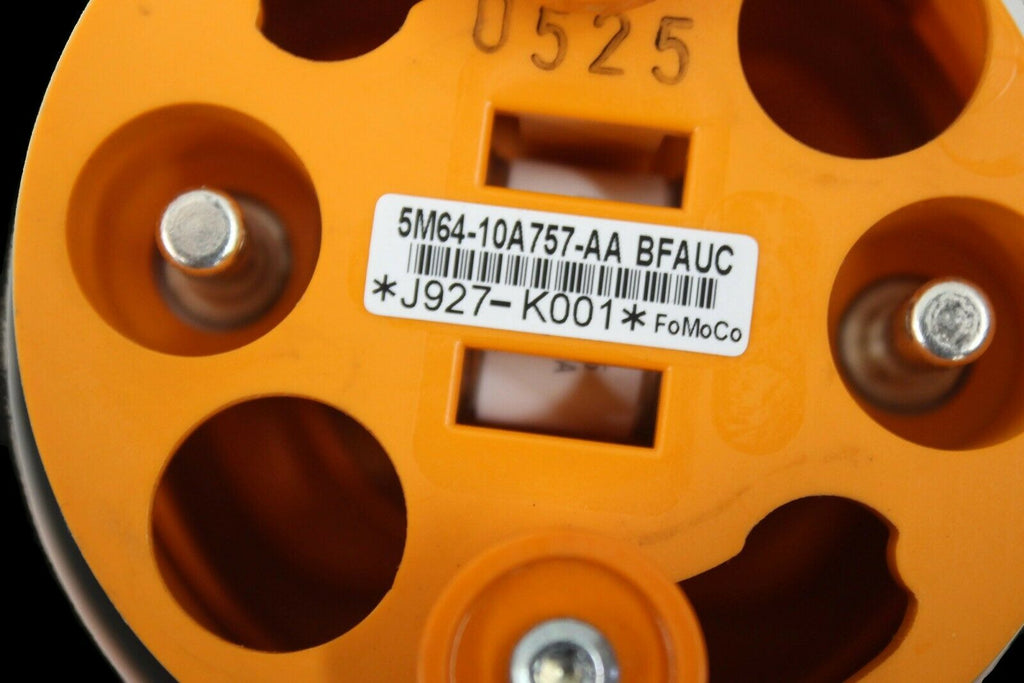 0525
5M64-10A757-AA BFAUC
*J927-K001* FoMoCo